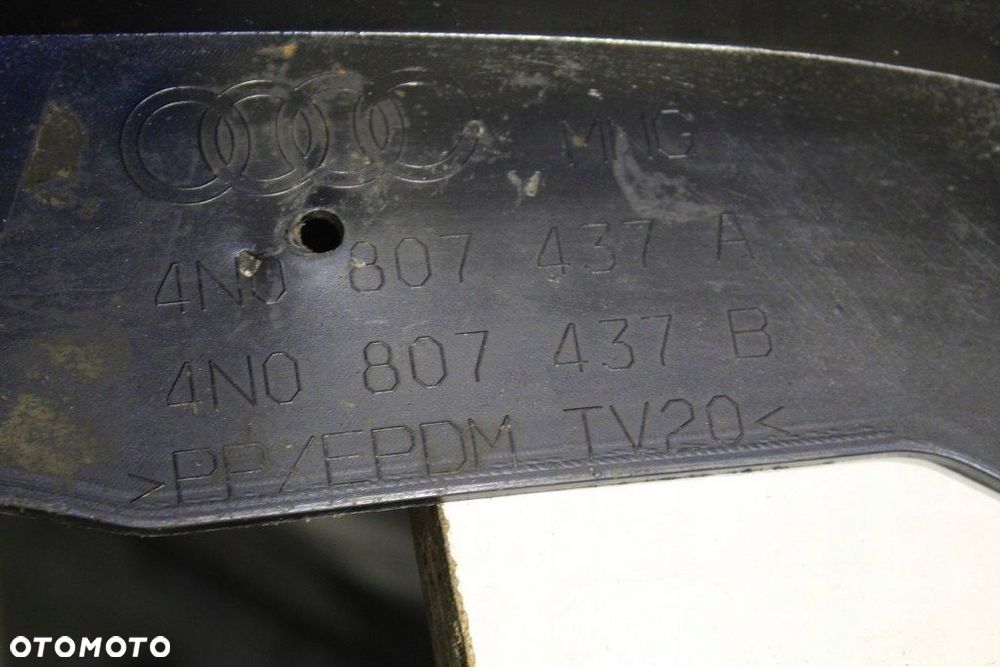 MNG
4N0 807 437 A
4N0 807 437 B
>PP/EPDM TV20<
OTOMOTO